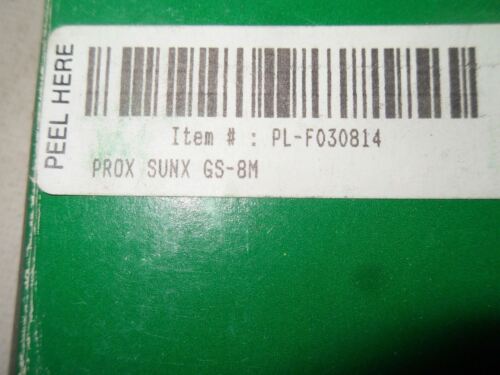 PEEL HERE
Item # : PL-F030814
PROX SUNX GS-8M